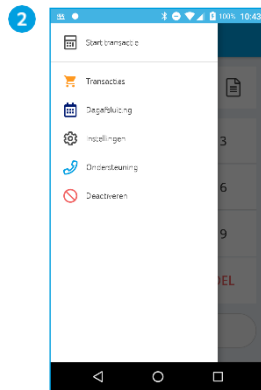 2
100% 10:43
Start transactie
Transacties
3
Dagafsluiting
Instellingen
6
Ondersteuning
Deactiveren
9
DEL